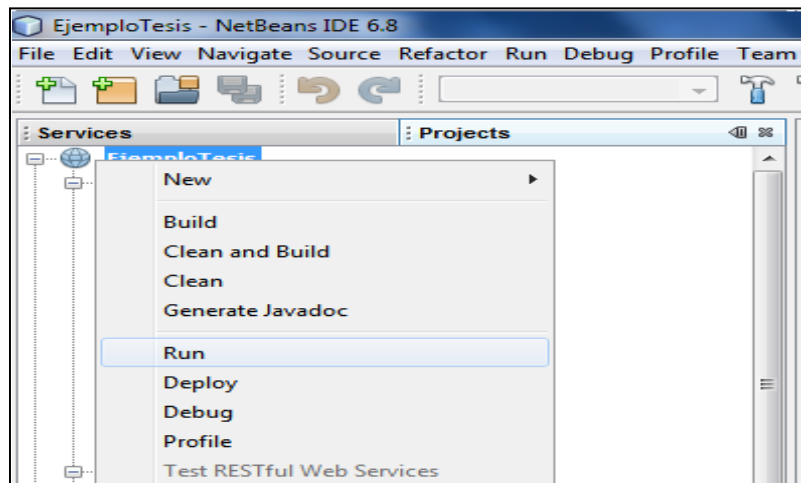 EjemploTesis - NetBeans IDE 6.8
File Edit View Navigate Source Refactor Run Debug Profile Team
Services Projects
EjemploTesis
New
Build
Clean and Build
Clean
Generate Javadoc
Run
Deploy
Debug
Profile
Test RESTful Web Services